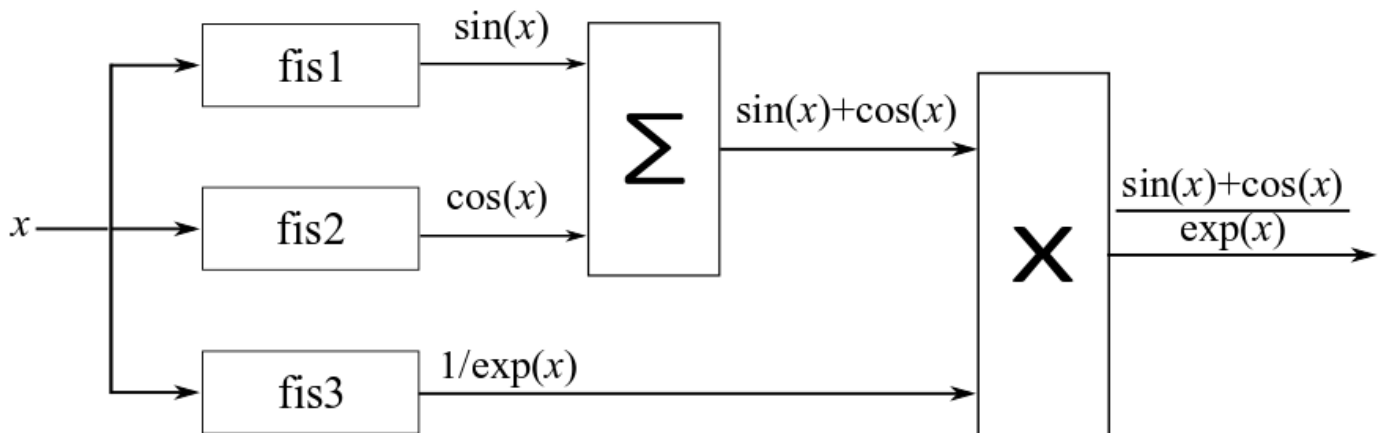 fis1
sin(x)
Σ
sin(x)+cos(x)
x
fis2
cos(x)
X
sin(x)+cos(x)
exp(x)
fis3
1/exp(x)